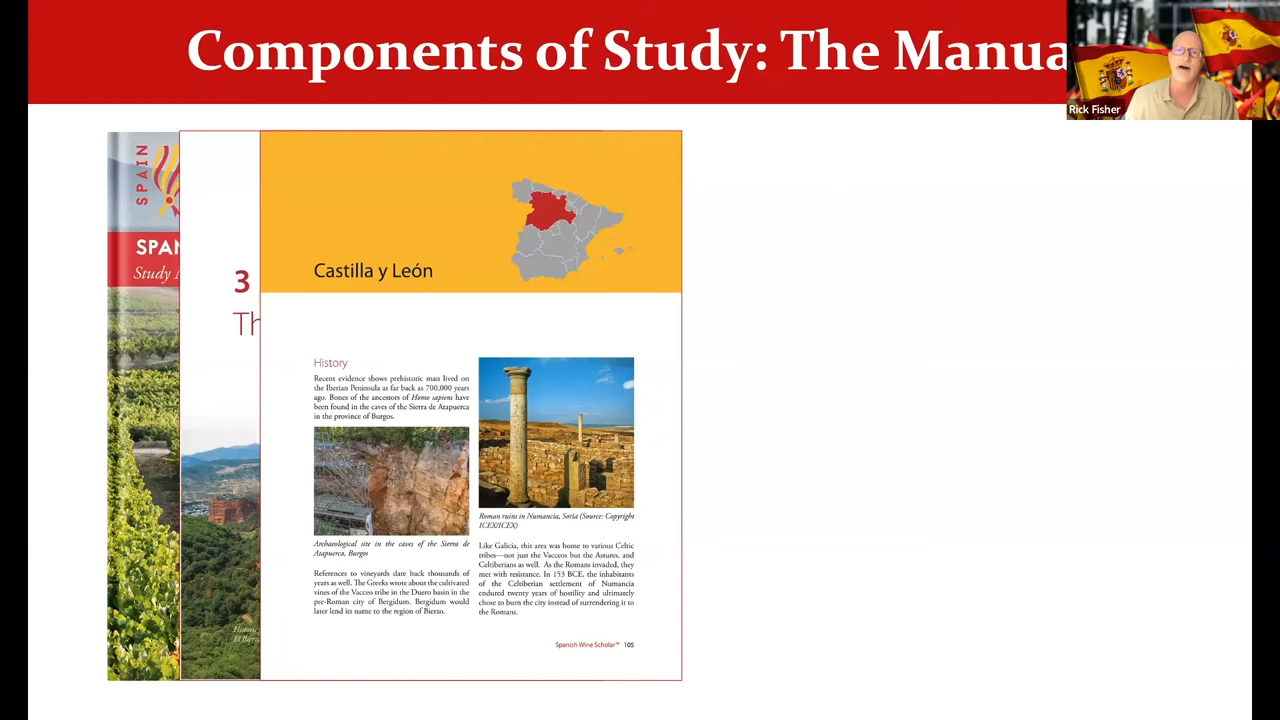 Components of Study: The Manua
Rick Fisher
SPAIN
SPAN
Study
3
Th
Castilla y León
History
Recent evidence shows prehistoric man lived on
the Iberian Peninsula as far back as 700,000 years
ago. Bones of the ancestors of Homo sapiens have
been found in the caves of the Sierra de Atapuerca
in the province of Burgos.
Archaeological site in the caves of the Sierra de
Atapuerca, Burgos
References to vineyards date back thousands of
years as well. The Greeks wrote about the cultivated
vines of the Vacceo tribe in the Duero basin in the
pre-Roman city of Bergidum. Bergidum would
later lend its name to the region of Bierzo.
Roman ruins in Numancia, Soria (Source: Copyright
ICEX/ICEX)
Like Galicia, this area was home to various Celtic
tribes—not just the Vacceos but the Astures, and
Celtiberians as well. As the Romans invaded, they
met with resistance. In 153 BCE, the inhabitants
of the Celtiberian settlement of Numancia
endured twenty years of hostility and ultimately
chose to burn the city instead of surrendering it to
the Romans.
Spanish Wine Scholar™ 105